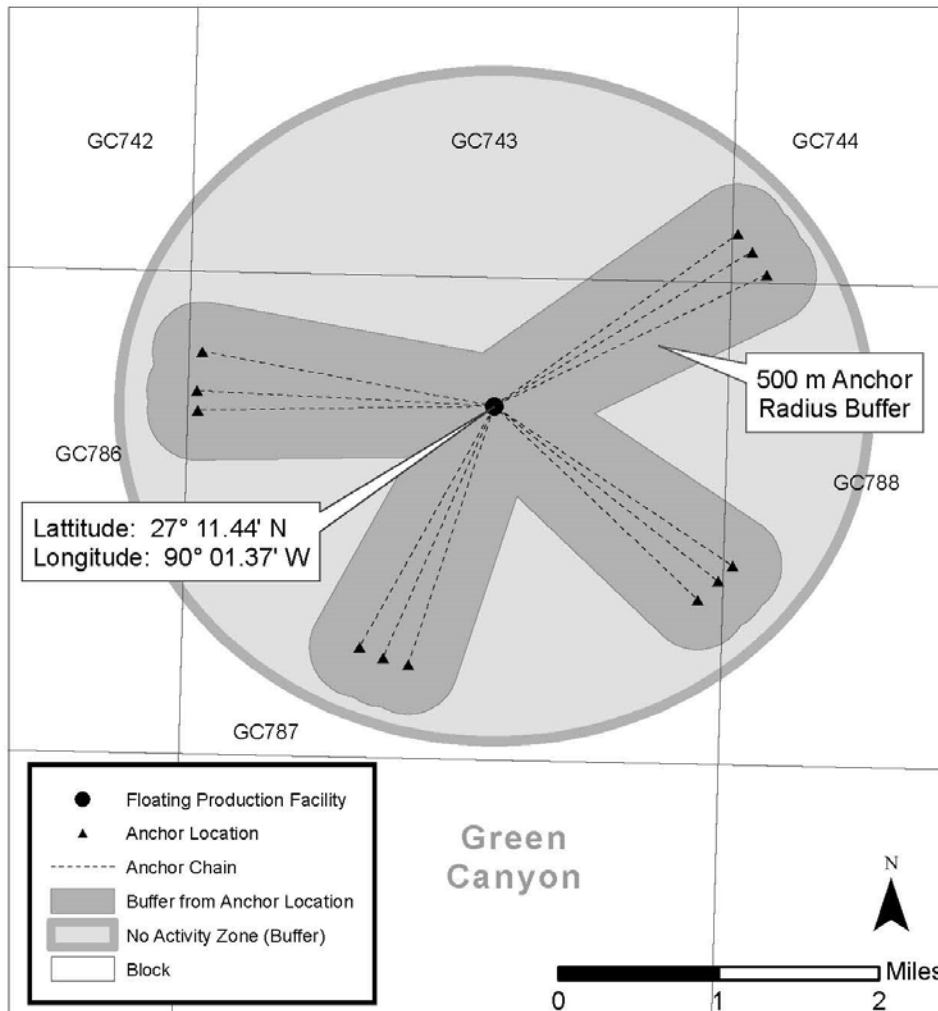 GC742
GC743
GC744
500 m Anchor
Radius Buffer
GC786
GC788
Lattitude: 27° 11.44' N
Longitude: 90° 01.37' W
GC787
Floating Production Facility
Anchor Location
Anchor Chain
Buffer from Anchor Location
No Activity Zone (Buffer)
Block
Green
Canyon
N
Miles
0 1 2